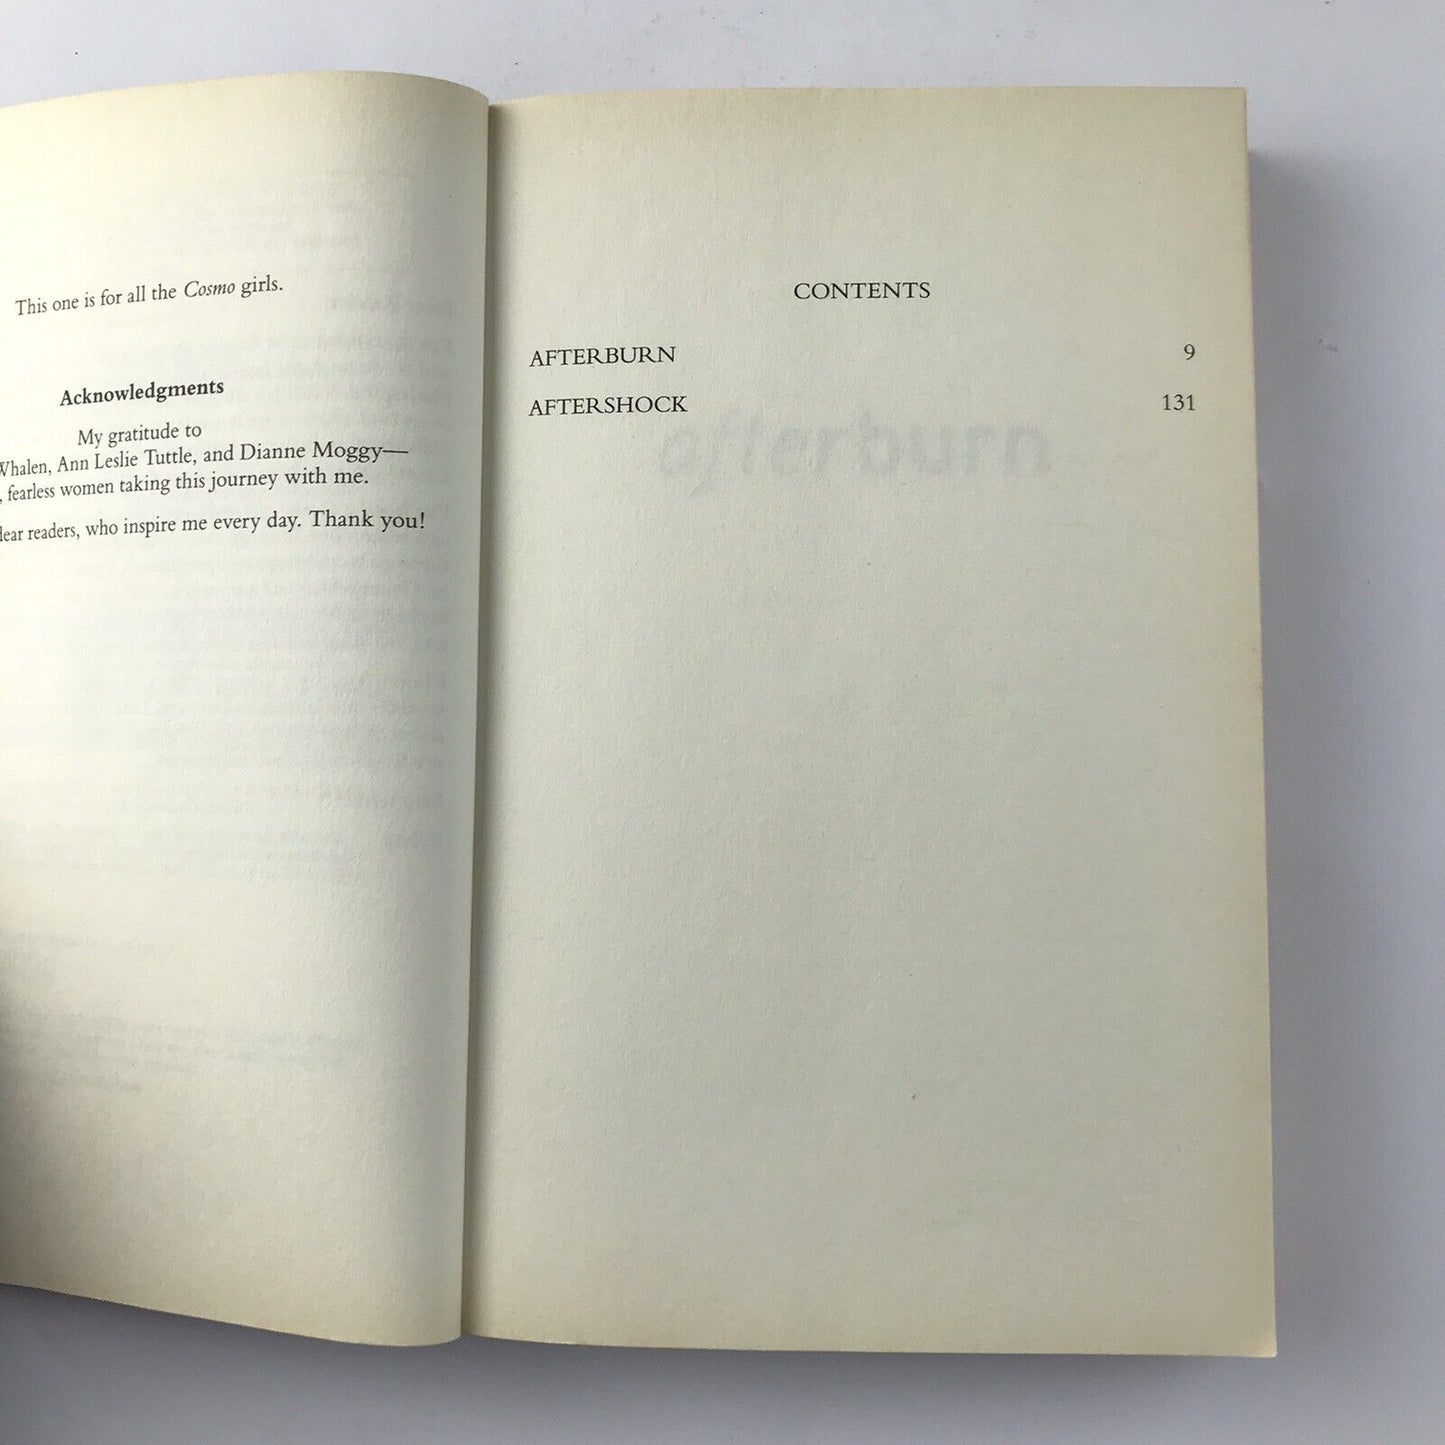 This one is for all the Cosmo girls.
Acknowledgments
My gratitude to
Whalen, Ann Leslie Tuttle, and Dianne Moggy—
, fearless women taking this journey with me.
readers, who inspire me every day. Thank you!
CONTENTS
AFTERBURN 9
AFTERSHOCK 131
afterburn